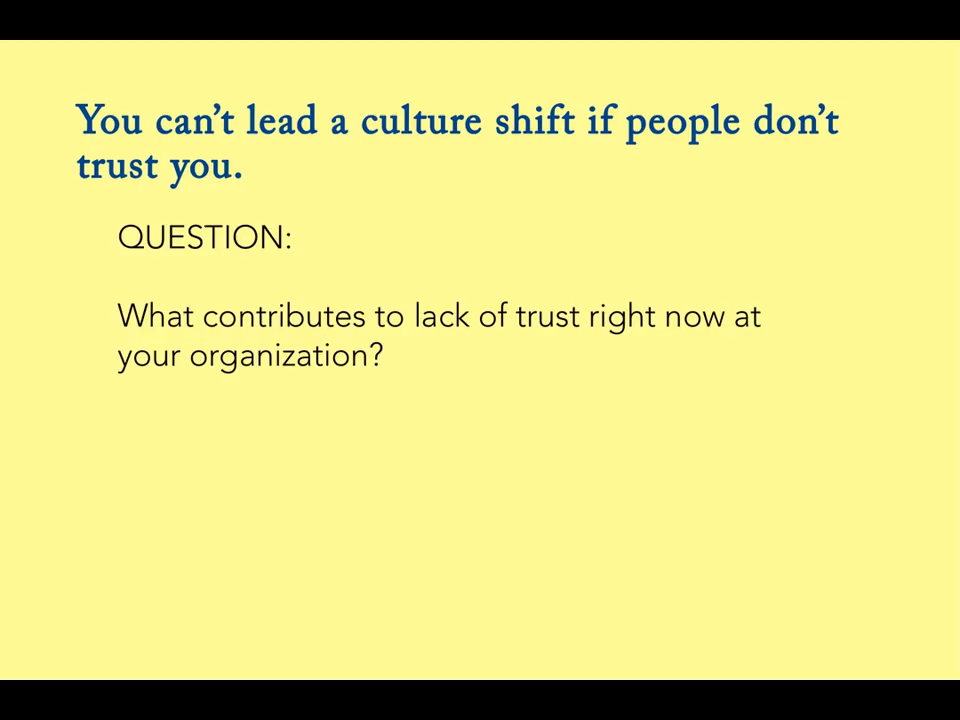 You can’t lead a culture shift if people don’t
trust you.
QUESTION:
What contributes to lack of trust right now at
your organization?